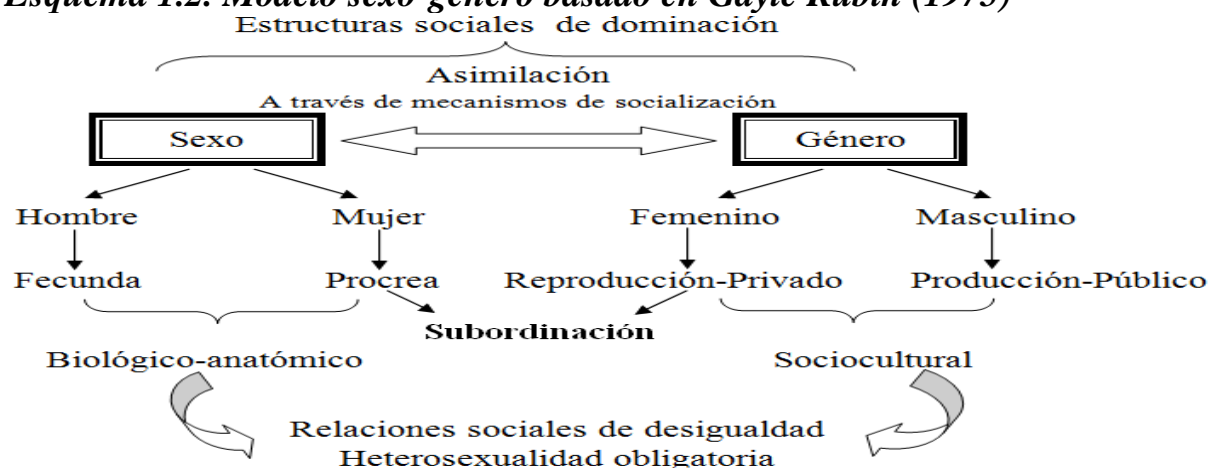 Esquema 1.2. Modelo sexo-género basado en Gayle Rubin (1975)
Estructuras sociales de dominación
Asimilación
A través de mecanismos de socialización
Sexo Género
Hombre Mujer Femenino Masculino
Fecunda Procrea Reproducción-Privado Producción-Público
Subordinación
Biológico-anatómico Sociocultural
Relaciones sociales de desigualdad
Heterosexualidad obligatoria